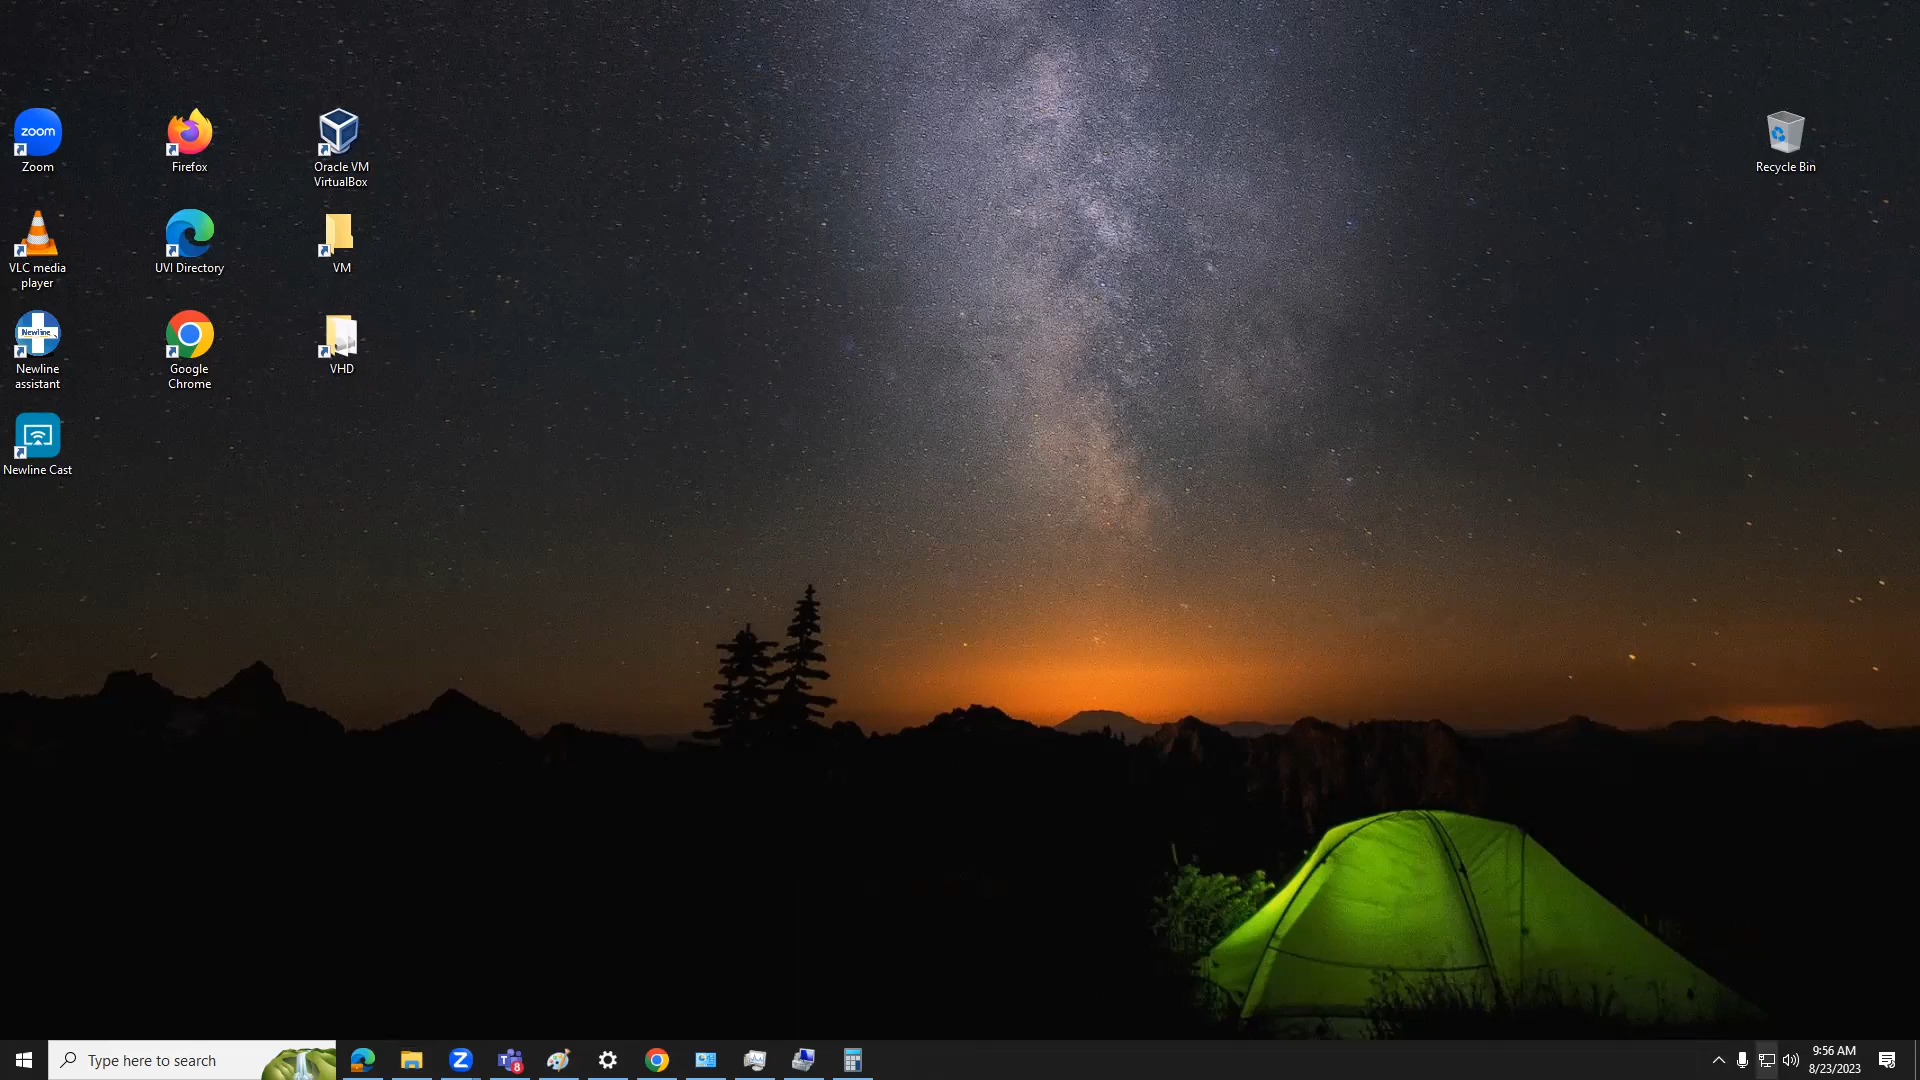 zoom
Zoom
Firefox
Oracle VM
VirtualBox
Recycle Bin
VLC media
player
UVI Directory
VM
Newline
Newline
assistant
Google
Chrome
VHD
Newline Cast
Type here to search
8
9:56 AM
8/23/2023